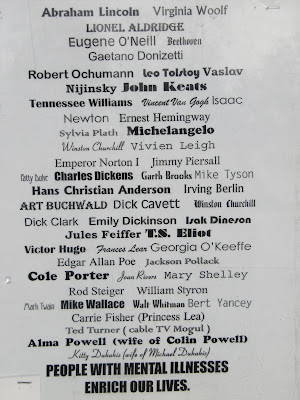 Abraham Lincoln Virginia Woolf
LIONEL ALDRIDGE
Eugene O'Neill Beethoven
Gaetano Donizetti
Robert Ochumann Leo Tolstoy Vaslav
Nijinsky John Keats
Tennessee Williams Vincent Van Gogh Isaac
Newton Ernest Hemingway
Sylvia Plath Michelangelo
Winston Churchill Vivien Leigh
Emperor Norton I Jimmy Piersall
Patty Duke Charles Dickens Garth Brooks Mike Tyson
Hans Christian Anderson Irving Berlin
ART BUCHWALD Dick Cavett Winston Churchill
Dick Clark Emily Dickinson Isak Dineson
Jules Feiffer T.S. Eliot
Victor Hugo Frances Lear Georgia O'Keeffe
Edgar Allan Poe Jackson Pollack
Cole Porter Joan Rivers Mary Shelley
Rod Steiger William Styron
Mark Twain Mike Wallace Walt Whitman Bert Yancey
Carrie Fisher (Princess Lea)
Ted Turner ( cable TV Mogul )
Alma Powell (wife of Colin Powell)
Kitty Dukakis (wife of Michael Dukakis)
PEOPLE WITH MENTAL ILLNESSES
ENRICH OUR LIVES.